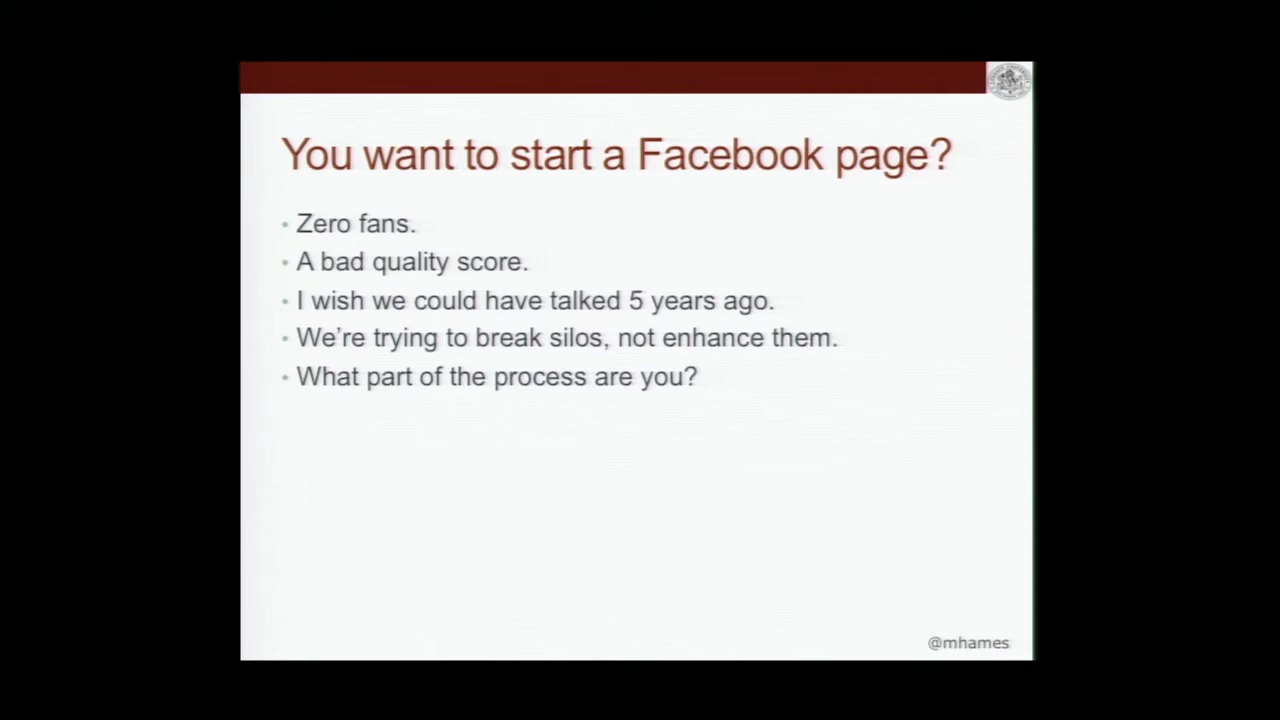 You want to start a Facebook page?
• Zero fans.
• A bad quality score.
• I wish we could have talked 5 years ago.
• We're trying to break silos, not enhance them.
• What part of the process are you?
@mhames